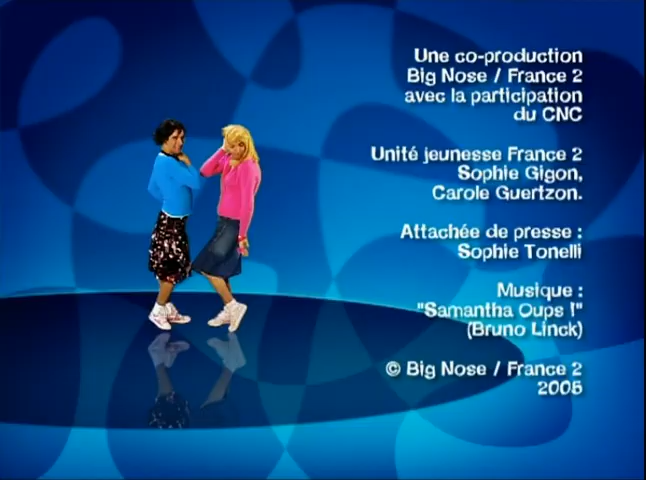 Une co-production
Big Nose / France 2
avec la participation
du CNC
Unité jeunesse France 2
Sophie Gigon,
Carole Guertzon.
Attachée de presse :
Sophie Tonelli
Musique :
"Samantha Oups !"
(Bruno Linck)
© Big Nose / France 2
2005